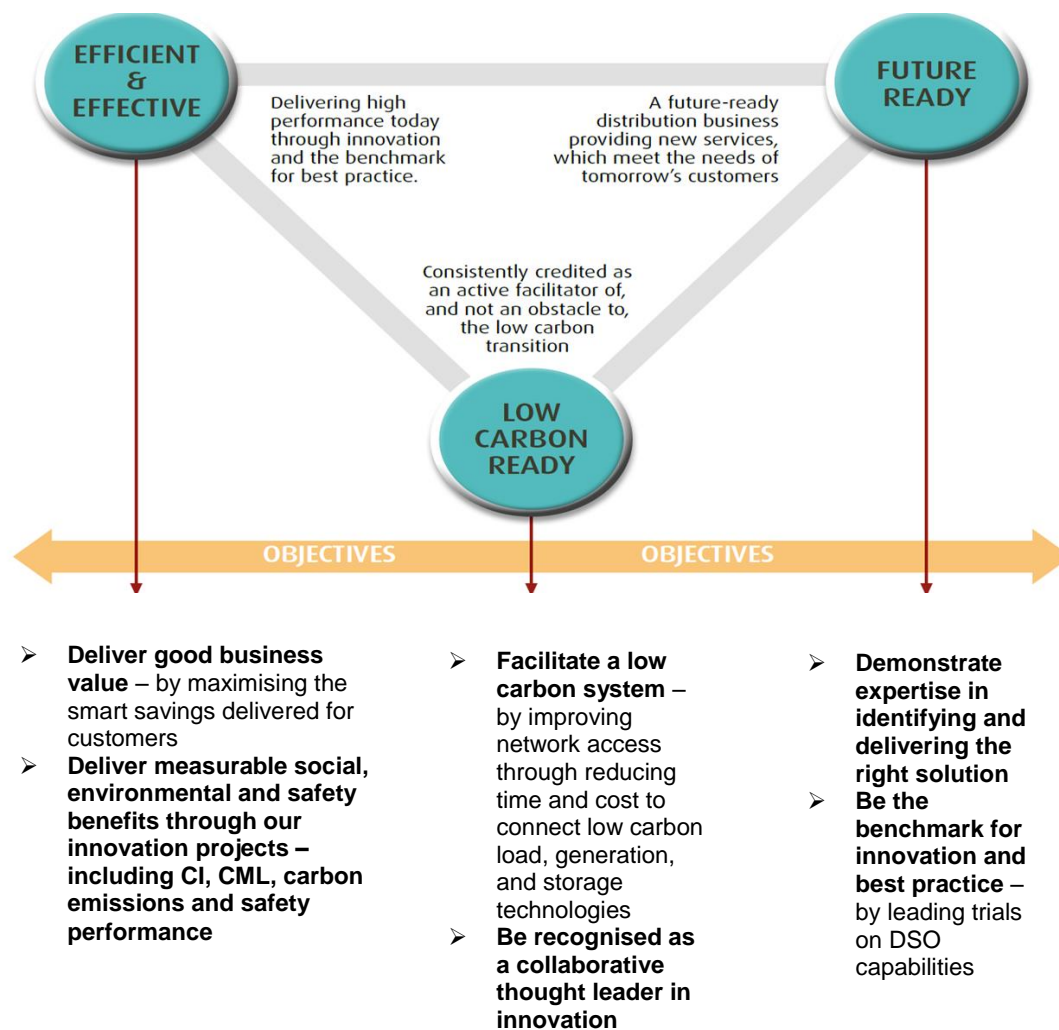 EFFICIENT
&
EFFECTIVE
FUTURE
READY
Delivering high
performance today
through innovation
and the benchmark
for best practice.
A future-ready
distribution business
providing new services,
which meet the needs of
tomorrow's customers
Consistently credited as
an active facilitator of,
and not an obstacle to,
the low carbon
transition
LOW
CARBON
READY
OBJECTIVES
OBJECTIVES
➢ Deliver good business
value – by maximising the
smart savings delivered for
customers
➢ Deliver measurable social,
environmental and safety
benefits through our
innovation projects –
including CI, CML, carbon
emissions and safety
performance
➢ Facilitate a low
carbon system –
by improving
network access
through reducing
time and cost to
connect low carbon
load, generation,
and storage
technologies
➢ Be recognised as
a collaborative
thought leader in
innovation
➢ Demonstrate
expertise in
identifying and
delivering the
right solution
➢ Be the
benchmark for
innovation and
best practice –
by leading trials
on DSO
capabilities